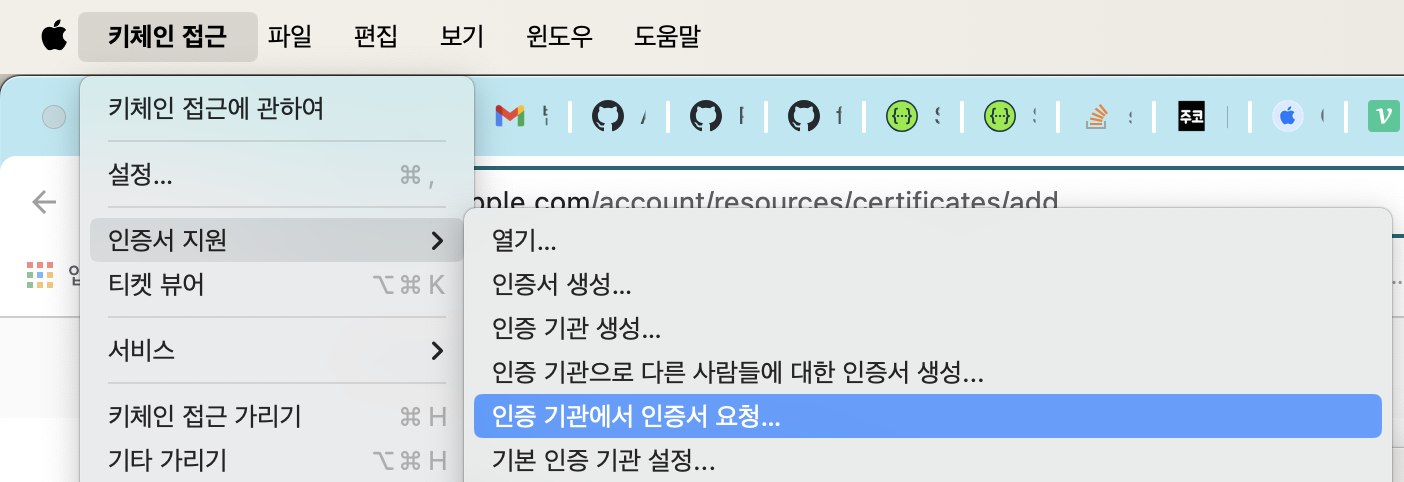 키체인 접근 파일 편집 보기 윈도우 도움말
키체인 접근에 관하여
주코
설정... ⌘ ,
pple.com/account/resources/certificates/add
인증서 지원
열기...
티켓 뷰어 ⌥⌘K
인증서 생성...
인증 기관 생성...
서비스
인증 기관으로 다른 사람들에 대한 인증서 생성...
키체인 접근 가리기 ⌘H
인증 기관에서 인증서 요청...
기타 가리기 ⌥⌘H
기본 인증 기관 설정...